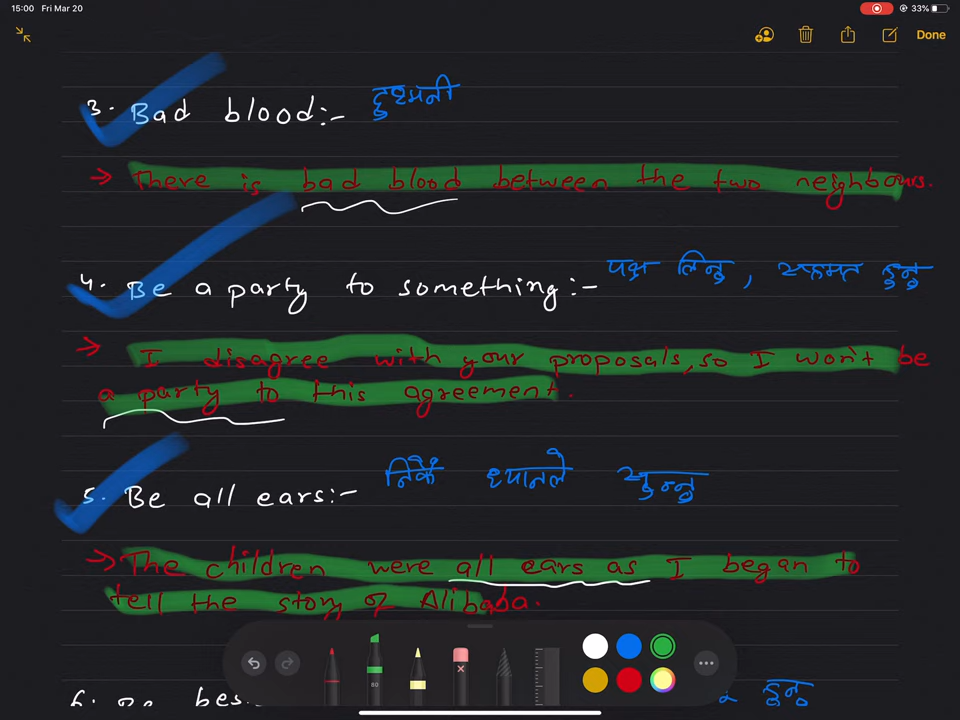 15:00 Fri Mar 20 33%
Done
3. Bad blood:- दुश्मनी
→ There is bad blood between the two neighbours.
4. Be a party to something:- पक्ष लिनु, सहमत हुनु
→ I disagree with your proposals, so I won't be
a party to this agreement.
5. Be all ears:- निकै ध्यानले सुन्नु
→ The children were all ears as I began to
tell the story of Alibaba.
80
6. हुनु